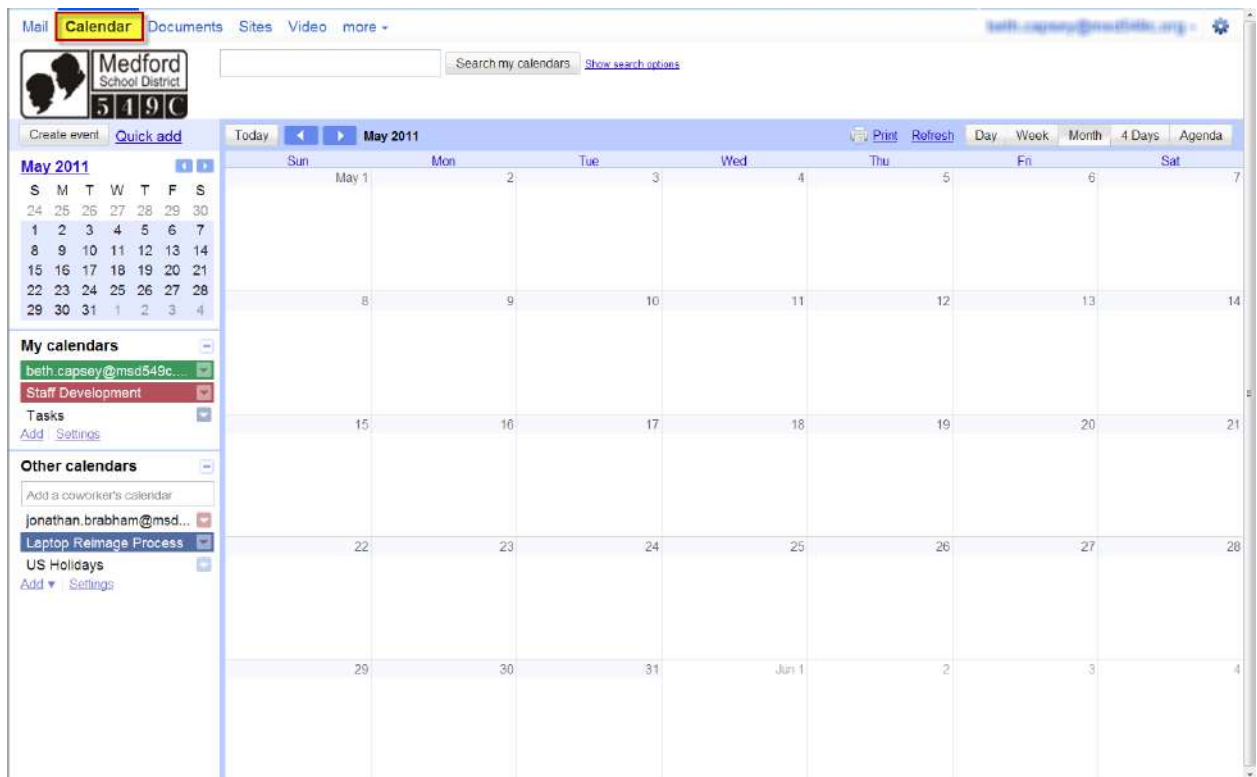 Mail Calendar Documents Sites Video more
Medford
School District
549C
Search my calendars Show search options
Create event Quick add
Today May 2011 Print Refresh Day Week Month 4 Days Agenda
May 2011
S M T W T F S
24 25 26 27 28 29 30
1 2 3 4 5 6 7
8 9 10 11 12 13 14
15 16 17 18 19 20 21
22 23 24 25 26 27 28
29 30 31 1 2 3 4
My calendars
beth.capsey@msd549c....
Staff Development
Tasks
Add Settings
Other calendars
Add a coworker's calendar
jonathan.brabham@msd...
Laptop Reimage Process
US Holidays
Add Settings
Sun Mon Tue Wed Thu Fri Sat
May 1 2 3 4 5 6 7
8 9 10 11 12 13 14
15 16 17 18 19 20 21
22 23 24 25 26 27 28
29 30 31 Jun 1 2 3 4